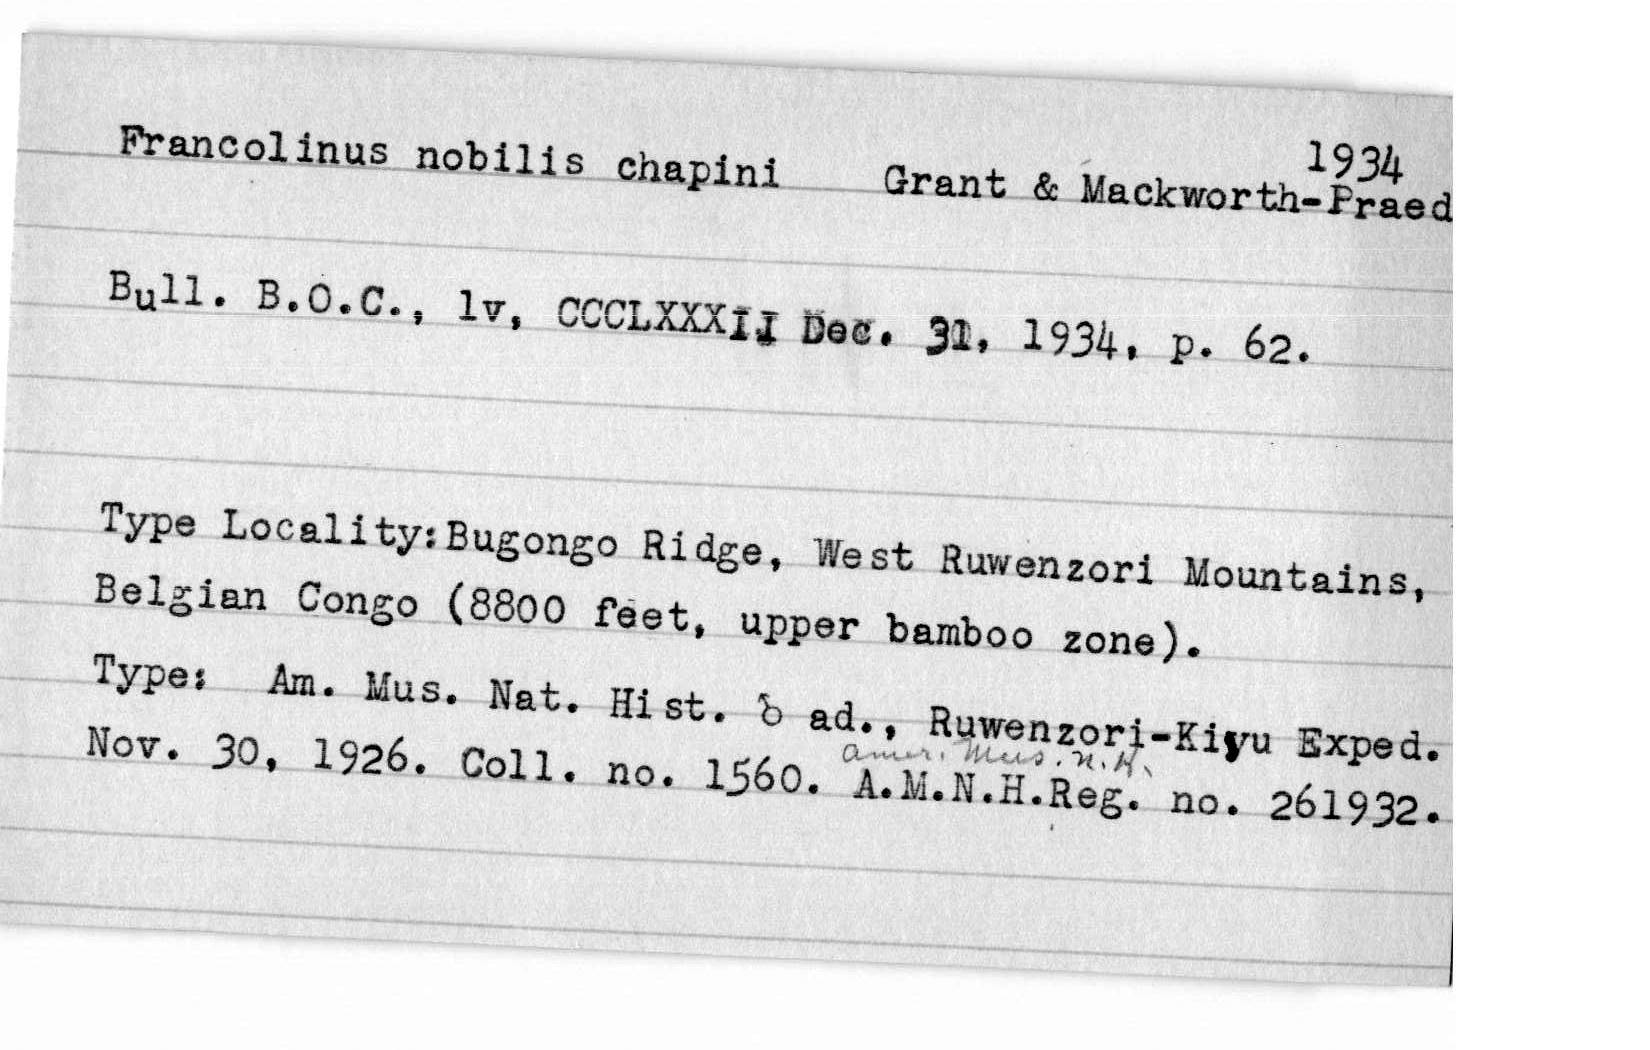 1934
Francolinus nobilis chapini Grant & Mackworth-Praed
Bull. B.O.C., lv, CCCLXXXII Dec. 31, 1934, p. 62.
Type Locality:Bugongo Ridge, West Ruwenzori Mountains,
Belgian Congo (8800 feet, upper bamboo zone).
Type: Am. Mus. Nat. Hist. ♂ ad., Ruwenzori-Kivu Exped.
Amer. Mus. N.H.
Nov. 30, 1926. Coll. no. 1560. A.M.N.H.Reg. no. 261932.